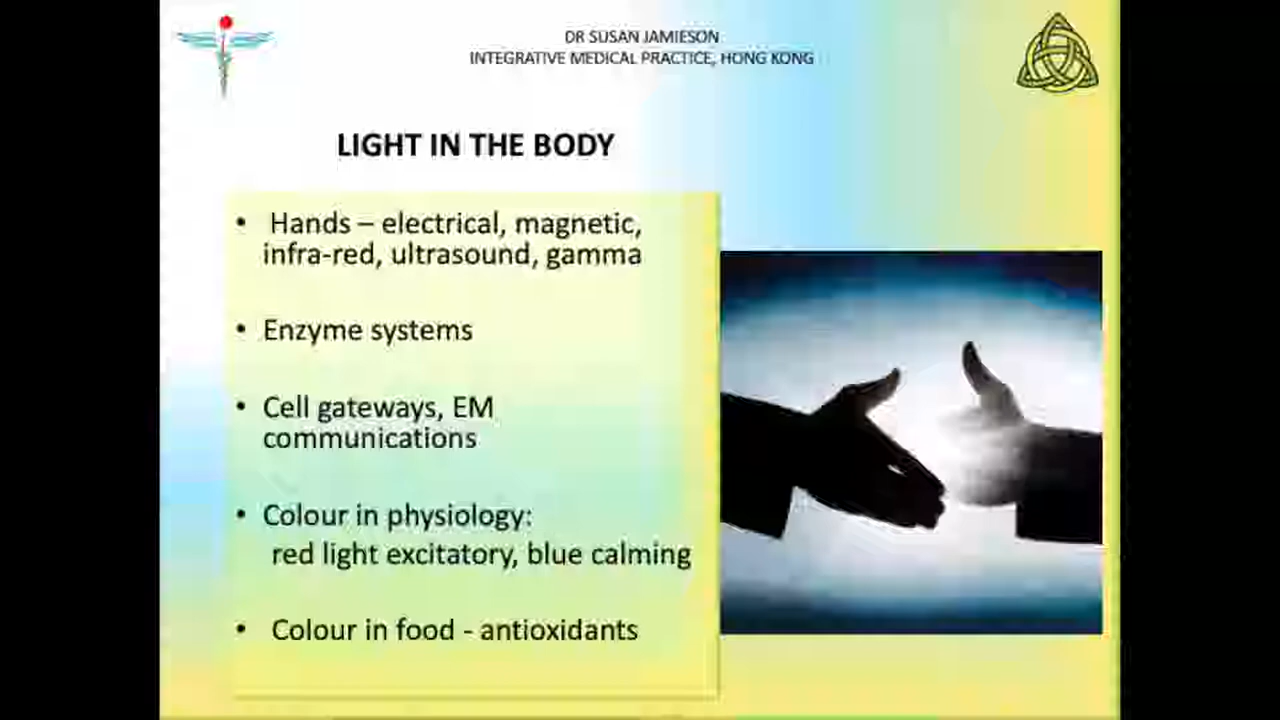 DR SUSAN JAMIESON
INTEGRATIVE MEDICAL PRACTICE, HONG KONG
LIGHT IN THE BODY
• Hands – electrical, magnetic,
infra-red, ultrasound, gamma
• Enzyme systems
• Cell gateways, EM
communications
• Colour in physiology:
red light excitatory, blue calming
• Colour in food - antioxidants